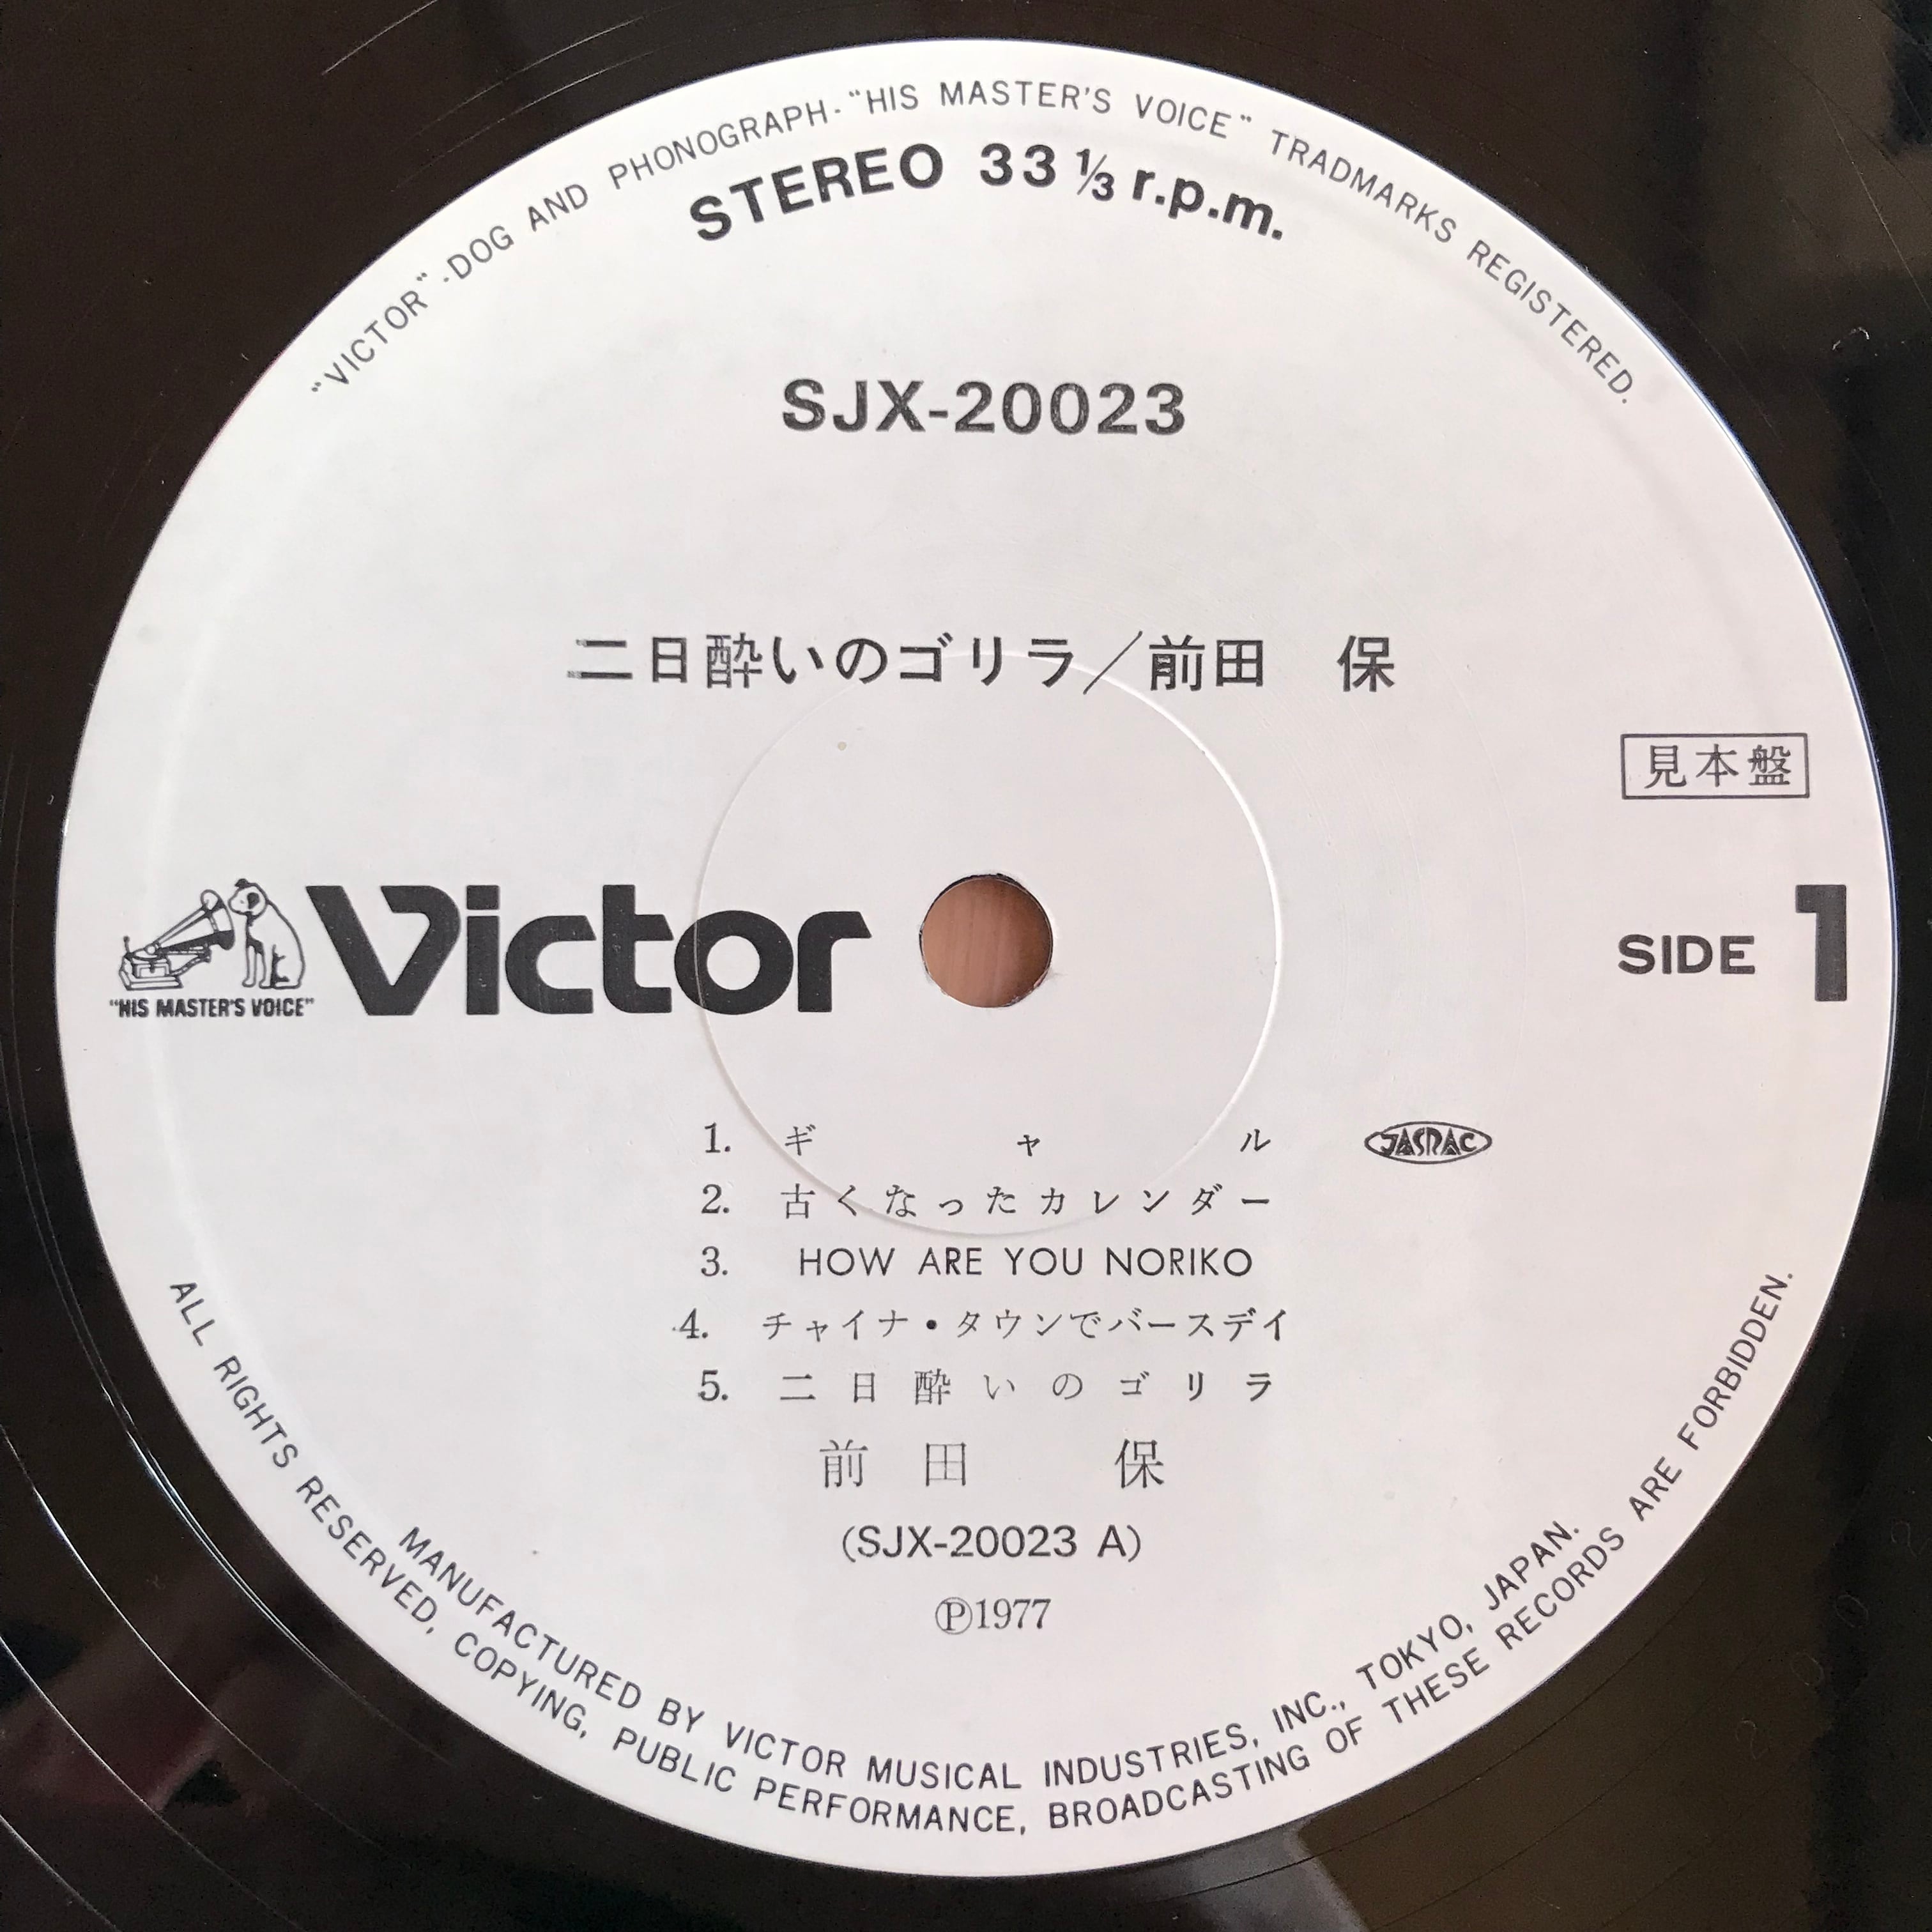 "VICTOR"-DOG AND PHONOGRAPH-"HIS MASTER'S VOICE" TRADMARKS REGISTERED.
STEREO 33 1/3 r.p.m.
SJX-20023
二日酔いのゴリラ／前田　保
見本盤
"HIS MASTER'S VOICE"
Victor
SIDE 1
1. ギャル
JASRAC
2. 古くなったカレンダー
3. HOW ARE YOU NORIKO
4. チャイナ・タウンでバースデイ
5. 二日酔いのゴリラ
前田　保
(SJX-20023 A)
Ⓟ1977
MANUFACTURED BY VICTOR MUSICAL INDUSTRIES, INC., TOKYO, JAPAN.
ALL RIGHTS RESERVED, COPYING, PUBLIC PERFORMANCE, BROADCASTING OF THESE RECORDS ARE FORBIDDEN.